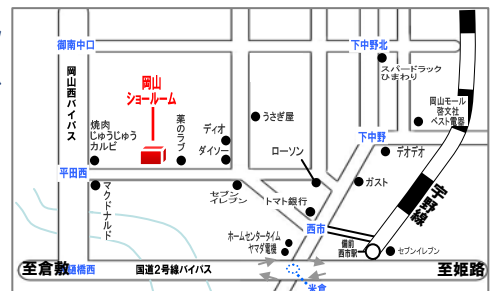 御南中口
下中野北
スパードラック
ひまわり
岡山西バイパス
岡山
ショールーム
岡山モール
啓文社
ベスト電器
うさぎ屋
焼肉
じゅうじゅう
カルビ
薬のラブ
ディオ
ダイソー
下中野
ローソン
デオデオ
平田西
マクドナルド
セブン
イレブン
トマト銀行
ガスト
宇野線
西市
ホームセンタータイム
ヤマダ電機
備前
西市駅
セブンイレブン
至倉敷
樋橋西
国道2号線バイパス
至姫路
米倉